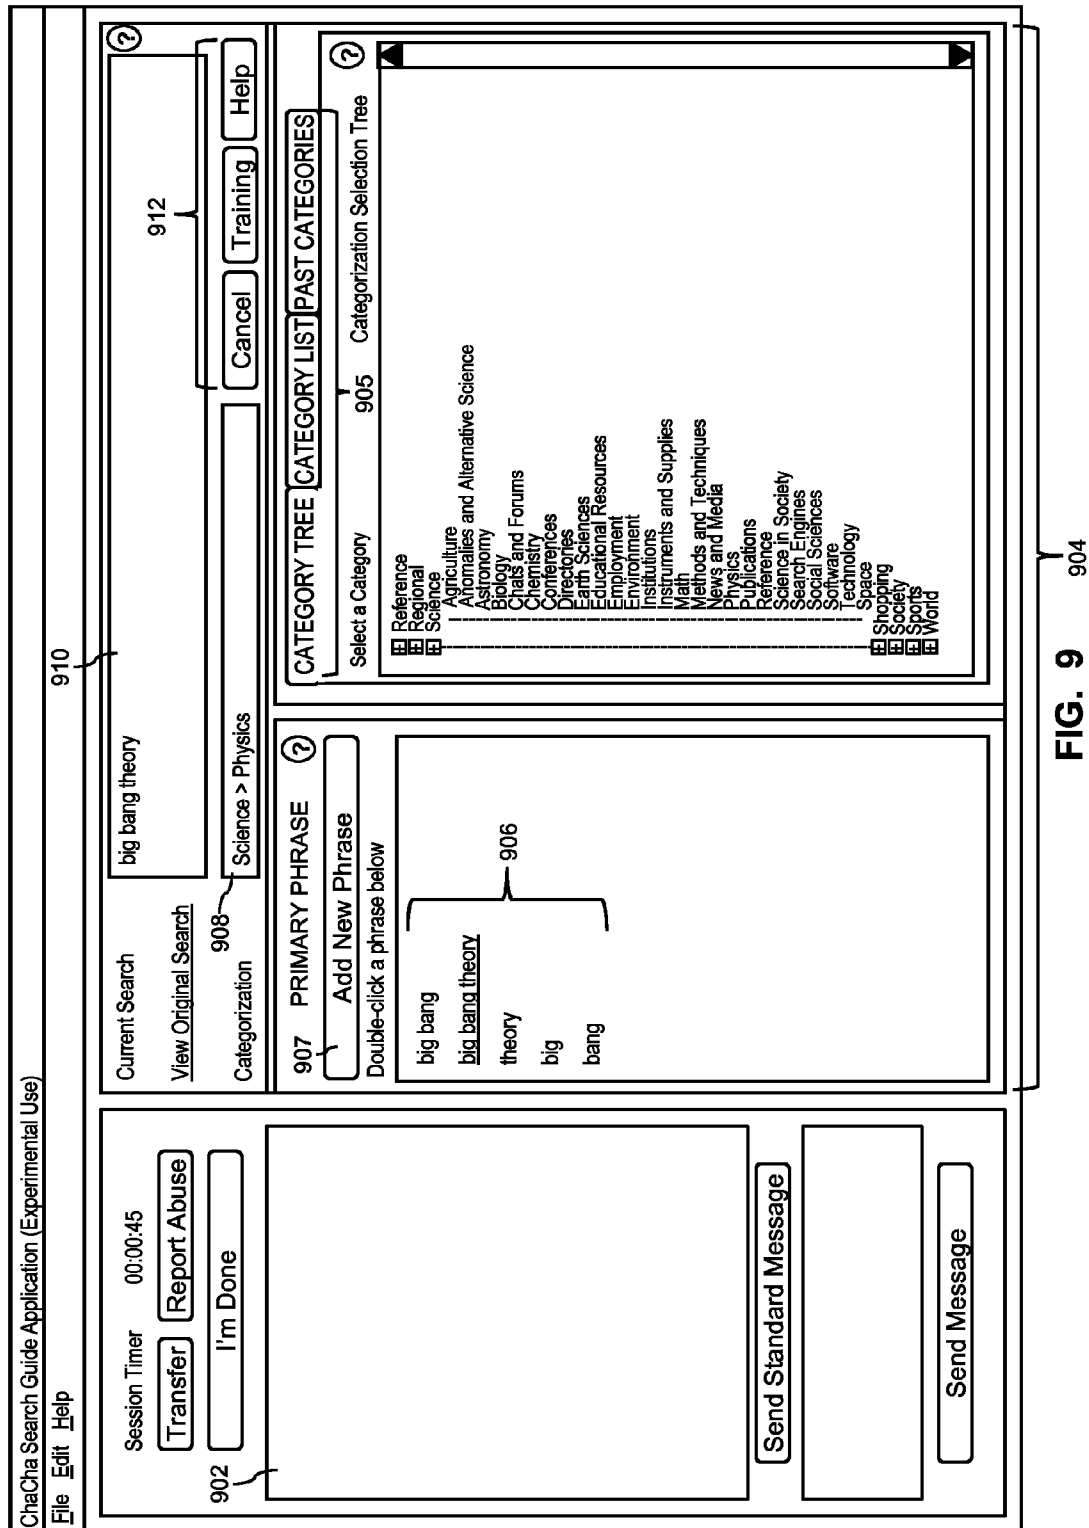 ChaCha Search Guide Application (Experimental Use)
File Edit Help
Session Timer 00:00:45
Transfer Report Abuse
I'm Done
902
Send Standard Message
Send Message
910
Current Search big bang theory
?
View Original Search
912
908
Categorization Science > Physics Cancel Training Help
907 PRIMARY PHRASE ?
Add New Phrase
Double-click a phrase below
big bang
big bang theory
theory
big
bang
906
CATEGORY TREE CATEGORY LIST PAST CATEGORIES
Select a Category 905 Categorization Selection Tree ?
Reference
Regional
Science
Agriculture
Anomalies and Alternative Science
Astronomy
Biology
Chats and Forums
Chemistry
Conferences
Directories
Earth Sciences
Educational Resources
Employment
Environment
Institutions
Instruments and Supplies
Math
Methods and Techniques
News and Media
Physics
Publications
Reference
Science in Society
Search Engines
Social Sciences
Software
Technology
Space
Shopping
Society
Sports
World
904
FIG. 9